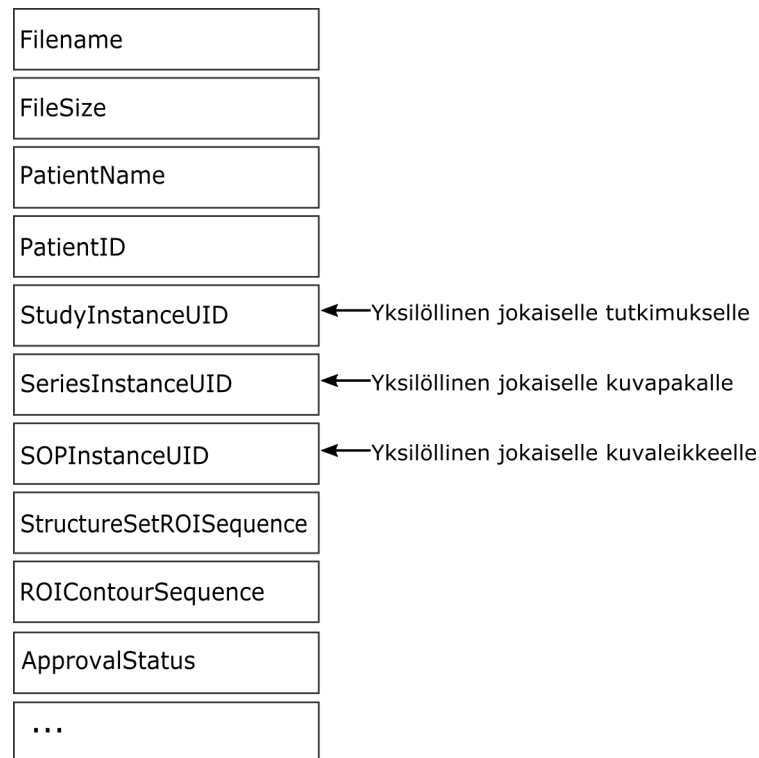 Filename
FileSize
PatientName
PatientID
StudyInstanceUID
Yksilöllinen jokaiselle tutkimukselle
SeriesInstanceUID
Yksilöllinen jokaiselle kuvapakalle
SOPInstanceUID
Yksilöllinen jokaiselle kuvaleikkeelle
StructureSetROISequence
ROIContourSequence
ApprovalStatus
...